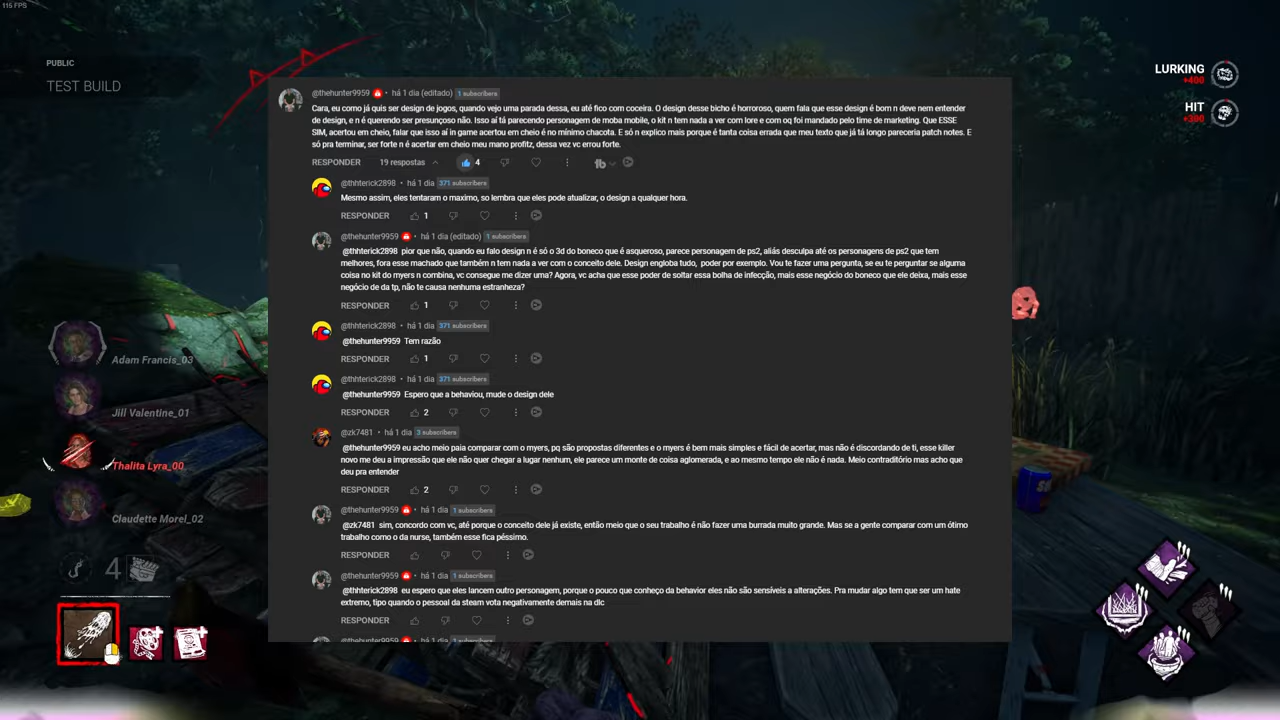 115 FPS
PUBLIC
TEST BUILD
LURKING
+400
HIT
+300
@thehunter9959 • há 1 dia (editado) 1 subscribers
Cara, eu como já quis ser design de jogos, quando vejo uma parada dessa, eu até fico com coceira. O design desse bicho é horroroso, quem fala que esse design é bom n deve nem entender
de design, e n é querendo ser presunçoso não. Isso aí tá parecendo personagem de moba mobile, o kit n tem nada a ver com lore e com oq foi mandado pelo time de marketing. Que ESSE
SIM, acertou em cheio, falar que isso aí in game acertou em cheio é no mínimo chacota. E só n explico mais porque é tanta coisa errada que meu texto que já tá longo pareceria patch notes. E
só pra terminar, ser forte n é acertar em cheio meu mano profitz, dessa vez vc errou forte.
RESPONDER 19 respostas 4
@thhterick2898 • há 1 dia 371 subscribers
Mesmo assim, eles tentaram o maximo, so lembra que eles pode atualizar, o design a qualquer hora.
RESPONDER 1
@thehunter9959 • há 1 dia (editado) 1 subscribers
@thhterick2898 pior que não, quando eu falo design n é só o 3d do boneco que é asqueroso, parece personagem de ps2, aliás desculpa até os personagens de ps2 que tem
melhores, fora esse machado que também n tem nada a ver com o conceito dele. Design engloba tudo, poder por exemplo. Vou te fazer uma pergunta, se eu te perguntar se alguma
coisa no kit do myers n combina, vc consegue me dizer uma? Agora, vc acha que esse poder de soltar essa bolha de infecção, mais esse negócio do boneco que ele deixa, mais esse
negócio de da tp, não te causa nenhuma estranheza?
RESPONDER 1
@thhterick2898 • há 1 dia 371 subscribers
@thehunter9959 Tem razão
RESPONDER 1
@thhterick2898 • há 1 dia 371 subscribers
@thehunter9959 Espero que a behaviou, mude o design dele
RESPONDER 2
@zk7481 • há 1 dia 3 subscribers
@thehunter9959 eu acho meio paia comparar com o myers, pq são propostas diferentes e o myers é bem mais simples e fácil de acertar, mas não é discordando de ti, esse killer
novo me deu a impressão que ele não quer chegar a lugar nenhum, ele parece um monte de coisa aglomerada, e ao mesmo tempo ele não é nada. Meio contraditório mas acho que
deu pra entender
RESPONDER 2
@thehunter9959 • há 1 dia 1 subscribers
@zk7481 sim, concordo com vc, até porque o conceito dele já existe, então meio que o seu trabalho é não fazer uma burrada muito grande. Mas se a gente comparar com um ótimo
trabalho como o da nurse, também esse fica péssimo.
RESPONDER
@thehunter9959 • há 1 dia 1 subscribers
@thhterick2898 eu espero que eles lancem outro personagem, porque o pouco que conheço da behavior eles não são sensíveis a alterações. Pra mudar algo tem que ser um hate
extremo, tipo quando o pessoal da steam vota negativamente demais na dlc
RESPONDER
@thehunter9959 • há 1 dia 1 subscribers
Adam Francis_03
Jill Valentine_01
Thalita Lyra_00
Claudette Morel_02
4